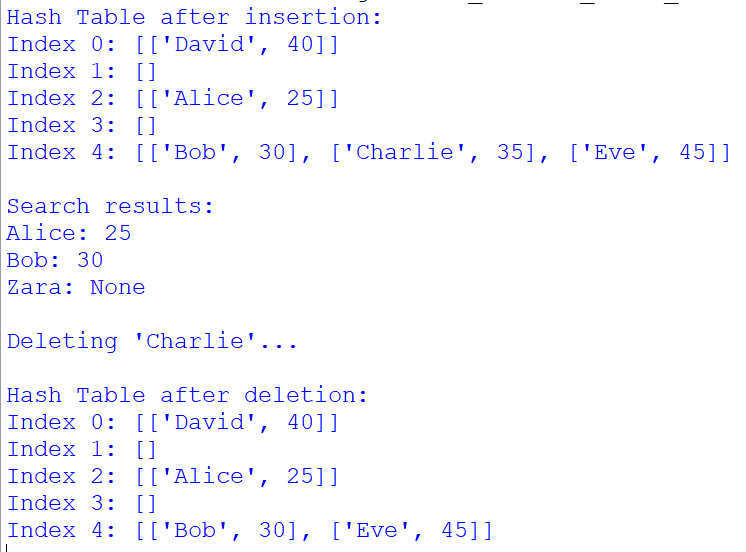 Hash Table after insertion:
Index 0: [['David', 40]]
Index 1: []
Index 2: [['Alice', 25]]
Index 3: []
Index 4: [['Bob', 30], ['Charlie', 35], ['Eve', 45]]
Search results:
Alice: 25
Bob: 30
Zara: None
Deleting 'Charlie'...
Hash Table after deletion:
Index 0: [['David', 40]]
Index 1: []
Index 2: [['Alice', 25]]
Index 3: []
Index 4: [['Bob', 30], ['Eve', 45]]